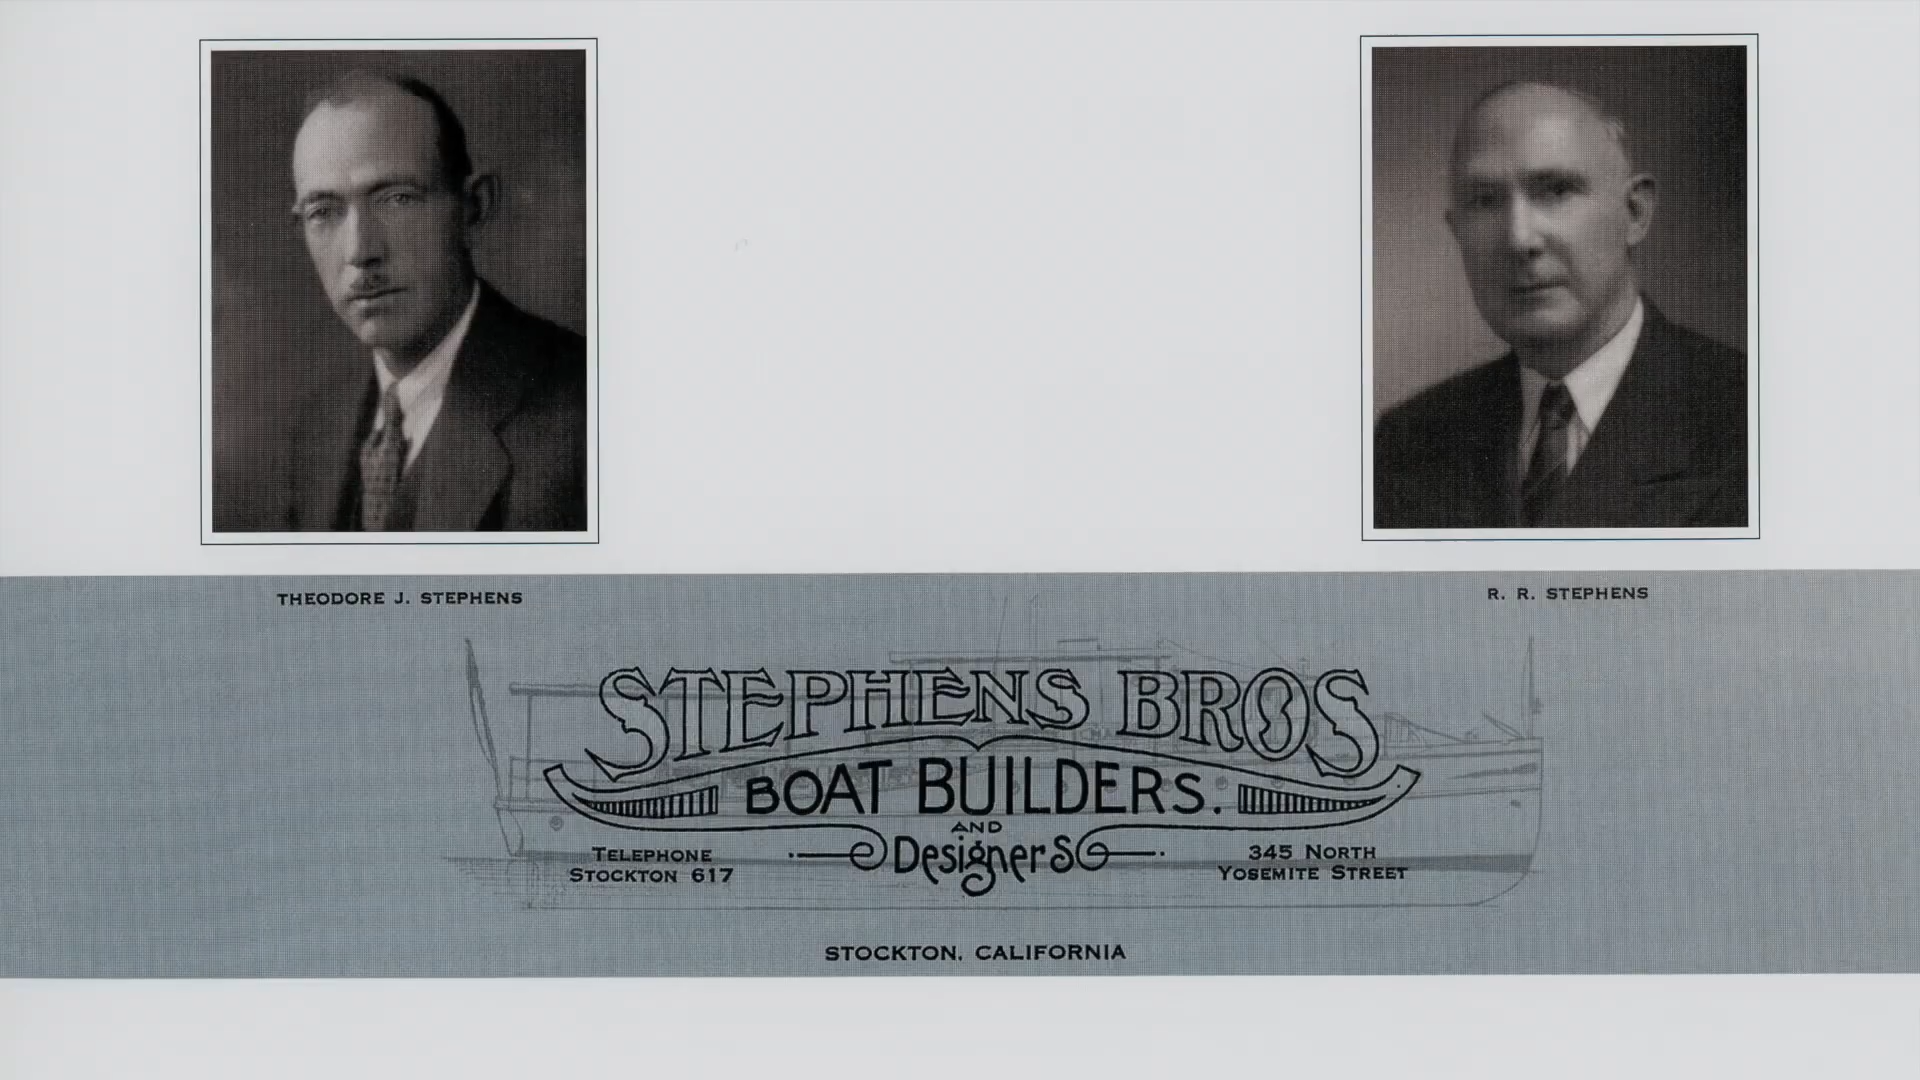 THEODORE J. STEPHENS
R. R. STEPHENS
STEPHENS BROS
BOAT BUILDERS.
AND
Designers
TELEPHONE
STOCKTON 617
345 NORTH
YOSEMITE STREET
STOCKTON, CALIFORNIA